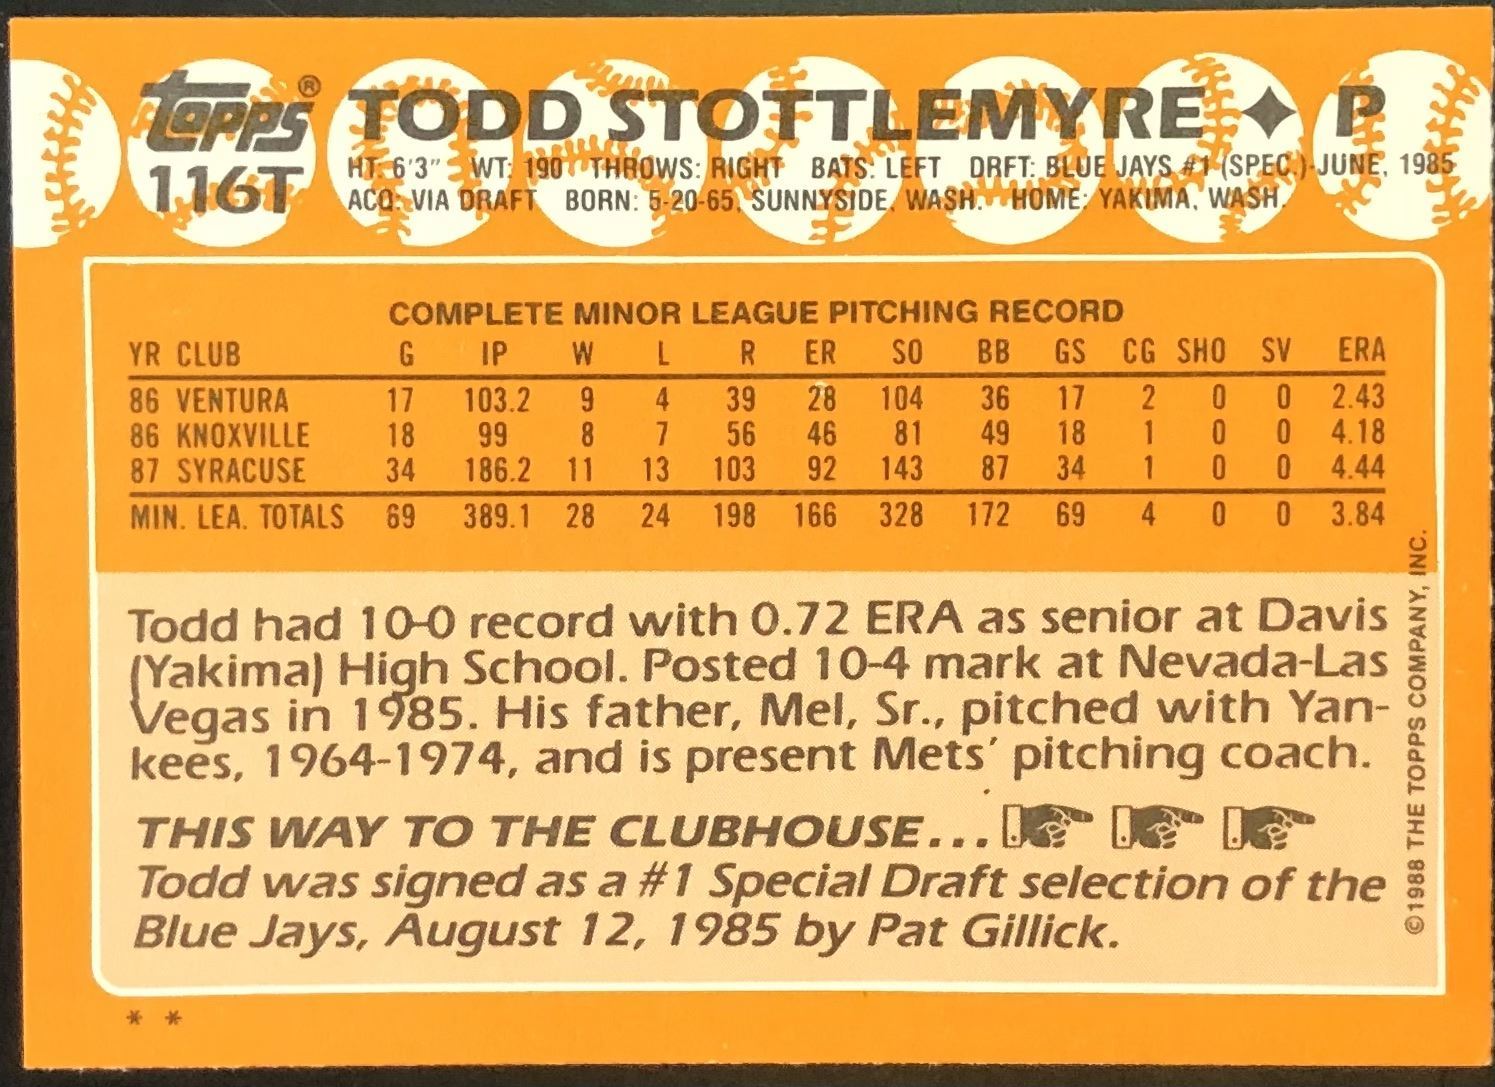 topps® TODD STOTTLEMYRE ✦ P
116T HT: 6'3" WT: 190 THROWS: RIGHT BATS: LEFT DRFT: BLUE JAYS #1 (SPEC.)-JUNE, 1985
ACQ: VIA DRAFT BORN: 5-20-65, SUNNYSIDE, WASH. HOME: YAKIMA, WASH.
COMPLETE MINOR LEAGUE PITCHING RECORD
YR CLUB G IP W L R ER SO BB GS CG SHO SV ERA
86 VENTURA 17 103.2 9 4 39 28 104 36 17 2 0 0 2.43
86 KNOXVILLE 18 99 8 7 56 46 81 49 18 1 0 0 4.18
87 SYRACUSE 34 186.2 11 13 103 92 143 87 34 1 0 0 4.44
MIN. LEA. TOTALS 69 389.1 28 24 198 166 328 172 69 4 0 0 3.84
Todd had 10-0 record with 0.72 ERA as senior at Davis
(Yakima) High School. Posted 10-4 mark at Nevada-Las
Vegas in 1985. His father, Mel, Sr., pitched with Yan-
kees, 1964-1974, and is present Mets' pitching coach.
THIS WAY TO THE CLUBHOUSE...
Todd was signed as a #1 Special Draft selection of the
Blue Jays, August 12, 1985 by Pat Gillick.
©1988 THE TOPPS COMPANY, INC.
* *